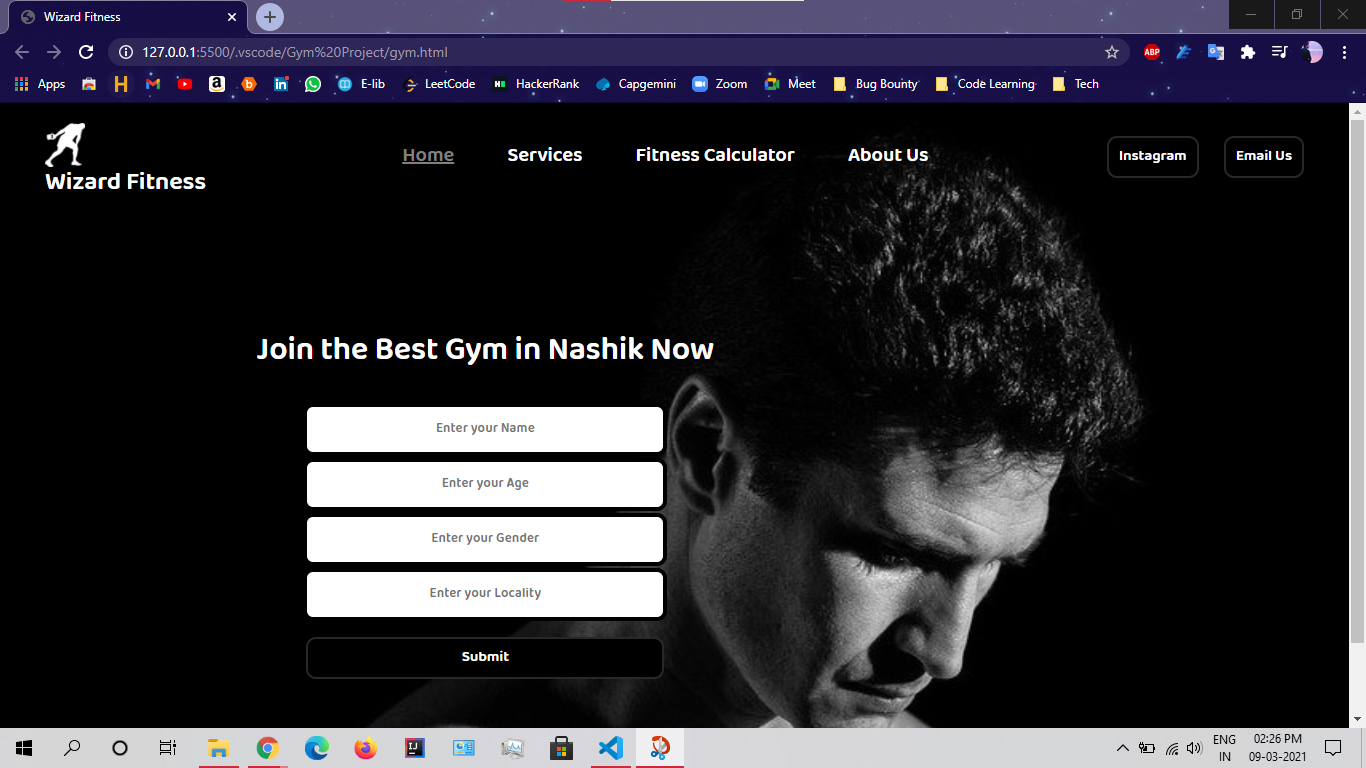 Wizard Fitness
127.0.0.1:5500/.vscode/Gym%20Project/gym.html
ABP
Apps
E-lib
LeetCode
HackerRank
Capgemini
Zoom
Meet
Bug Bounty
Code Learning
Tech
Wizard Fitness
Home
Services
Fitness Calculator
About Us
Instagram
Email Us
Join the Best Gym in Nashik Now
Enter your Name
Enter your Age
Enter your Gender
Enter your Locality
Submit
ENG
IN
02:26 PM
09-03-2021